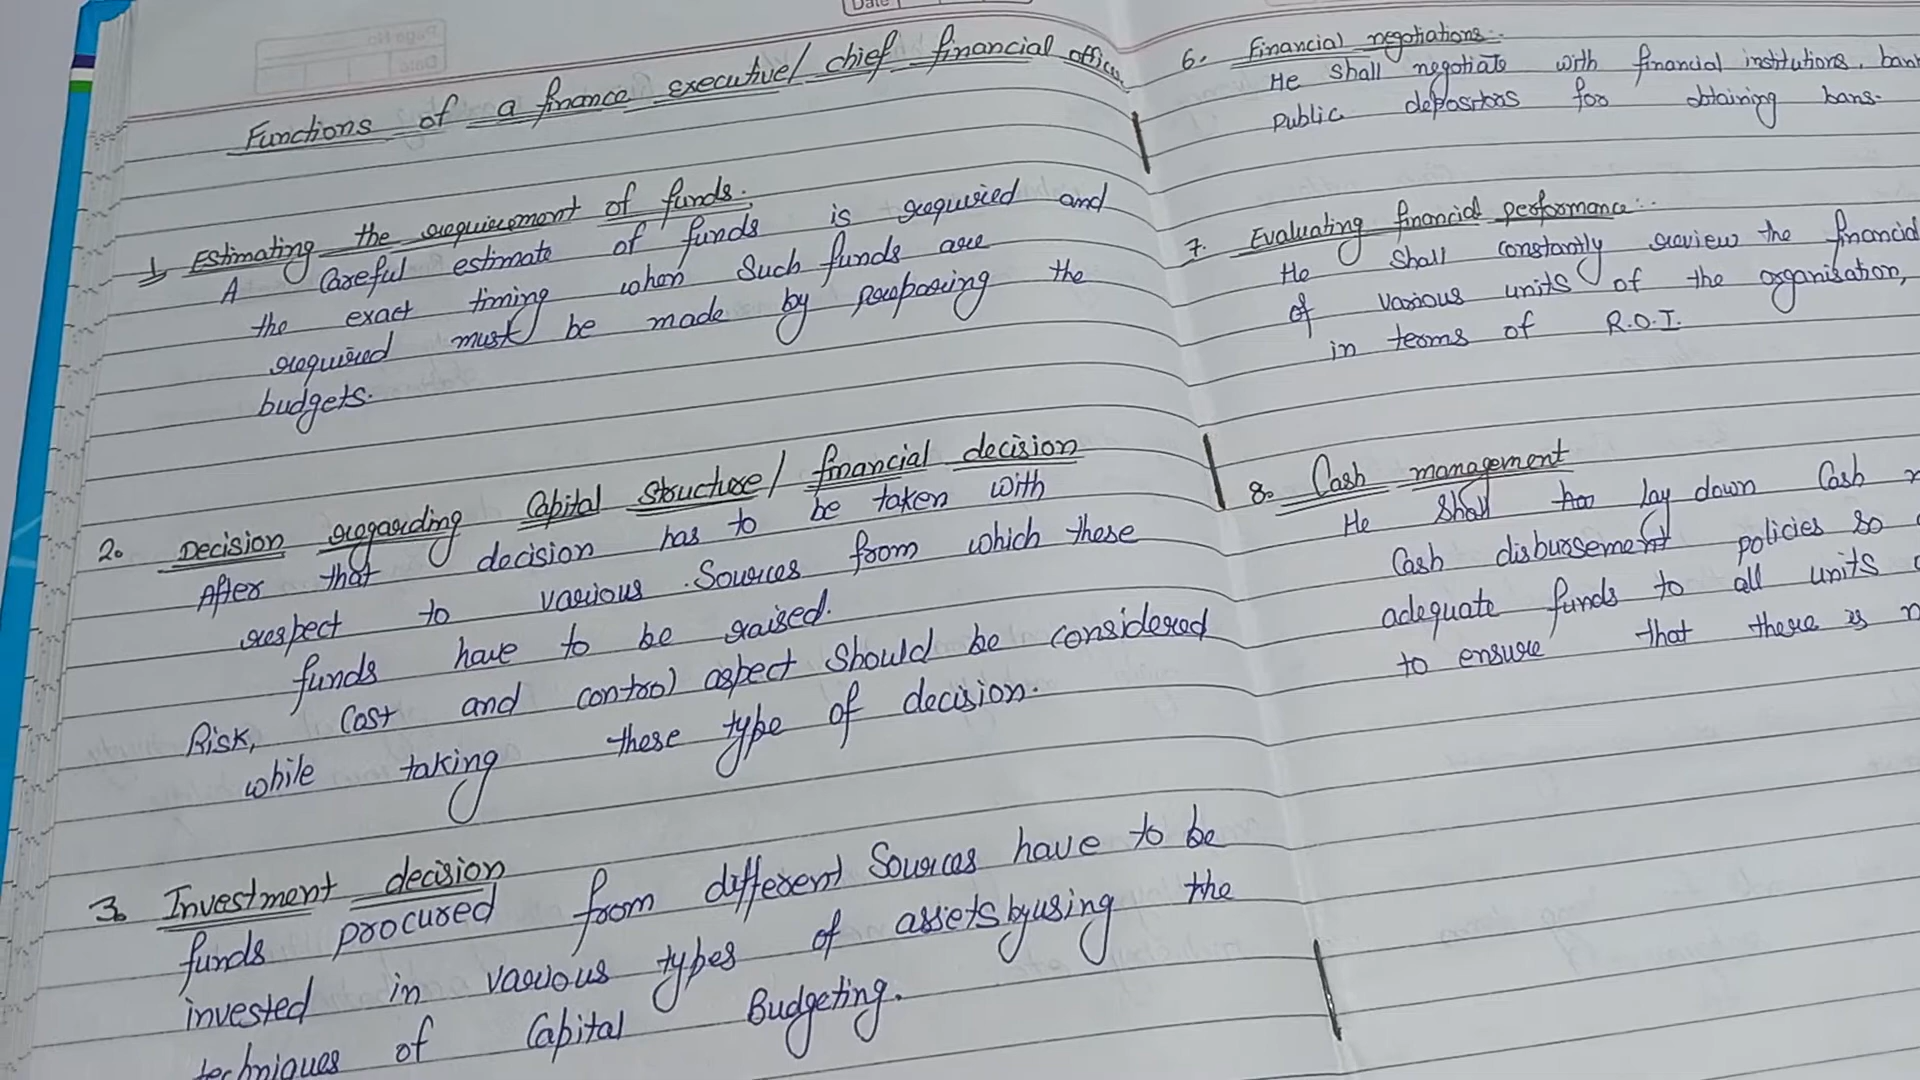 Date
Functions of a finance executive/ chief financial officer
1 Estimating the requirement of funds.
A Careful estimate of funds is required and
the exact timing when Such funds are
required must be made by preparing the
budgets.
2. Decision regarding Capital Structure/ financial decision
After that decision has to be taken with
respect to various Sources from which these
funds have to be raised.
Risk, Cost and control aspect should be considered
while taking these type of decision.
3. Investment decision
funds procured from different Sources have to be
invested in various types of assets by using the
techniques of Capital Budgeting.
6. Financial negotiations:-
He shall negotiate with financial institutions, bank
Public depositors for obtaining loans.
7. Evaluating financial performance:-
He shall constantly review the financial
of various units of the organisation,
in terms of R.O.I.
8. Cash management
He shall lay down Cash
Cash disbursement policies so
adequate funds to all units
to ensure that there is